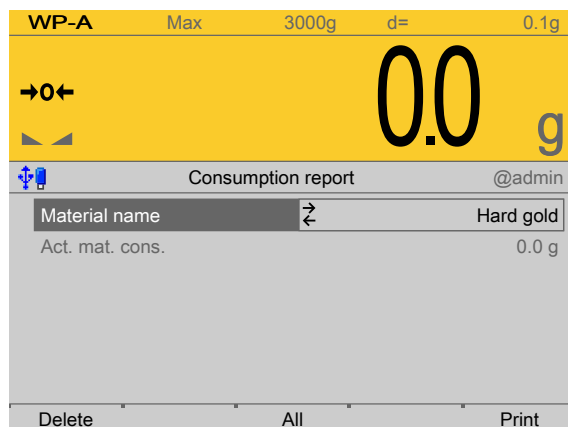 WP-A Max 3000g d= 0.1g
→0←
0.0 g
Consumption report @admin
Material name Hard gold
Act. mat. cons. 0.0 g
Delete All Print